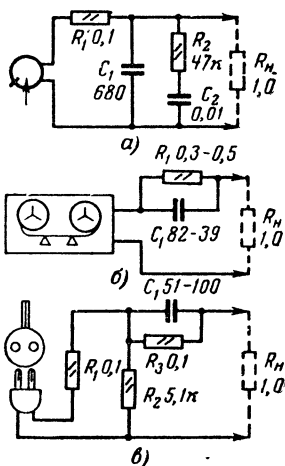 R₁ 0,1
C₁
680
R₂
47к
C₂
0,01
Rн
1,0
а)
R₁ 0,3-0,5
C₁ 82-39
Rн
1,0
б)
C₁ 51-100
R₁ 0,1
R₃ 0,1
R₂ 5,1к
Rн
1,0
в)